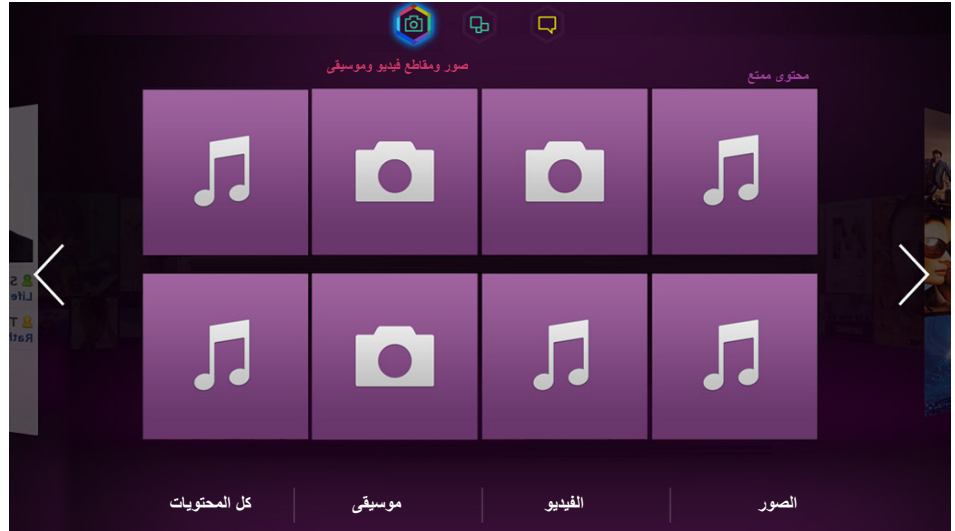 صور ومقاطع فيديو وموسيقى
محتوى ممتع
الصور
الفيديو
موسيقى
كل المحتويات